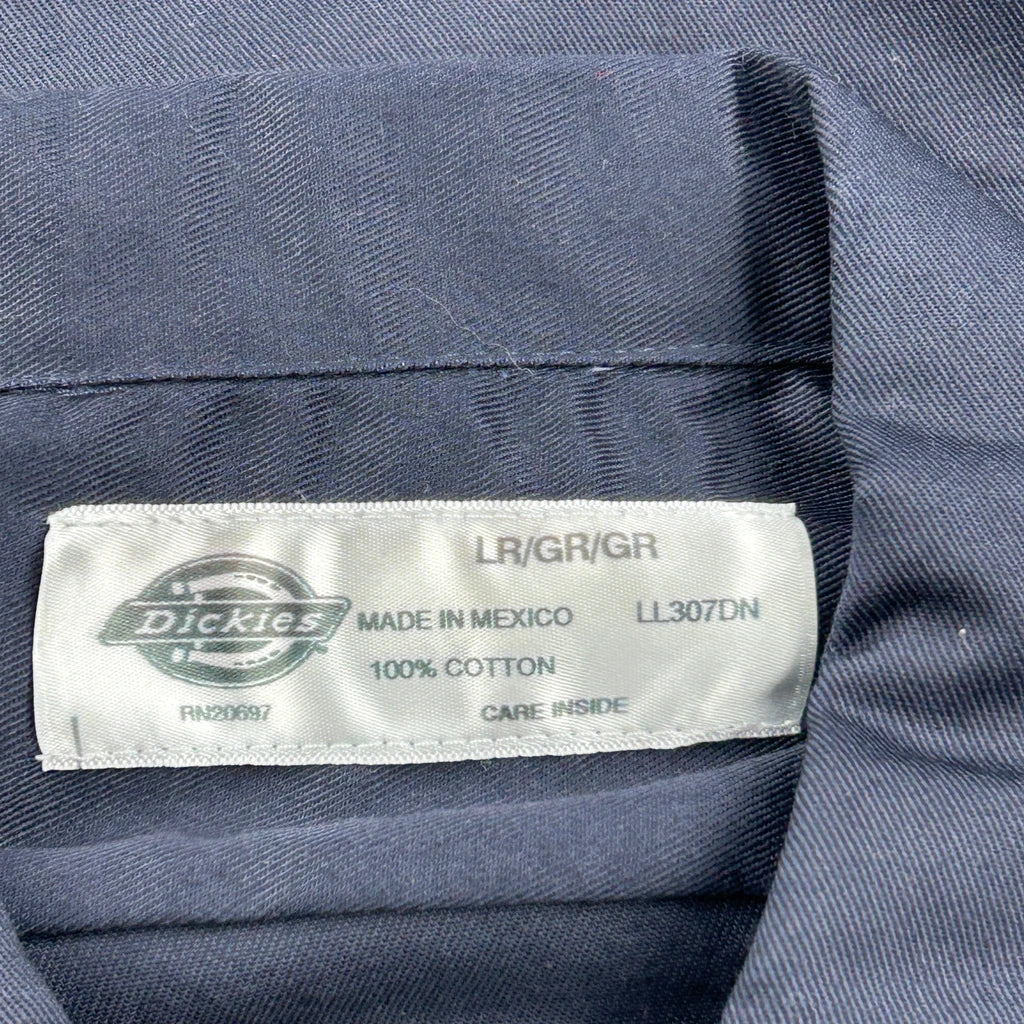 LR/GR/GR
Dickies
MADE IN MEXICO LL307DN
100% COTTON
RN20697 CARE INSIDE